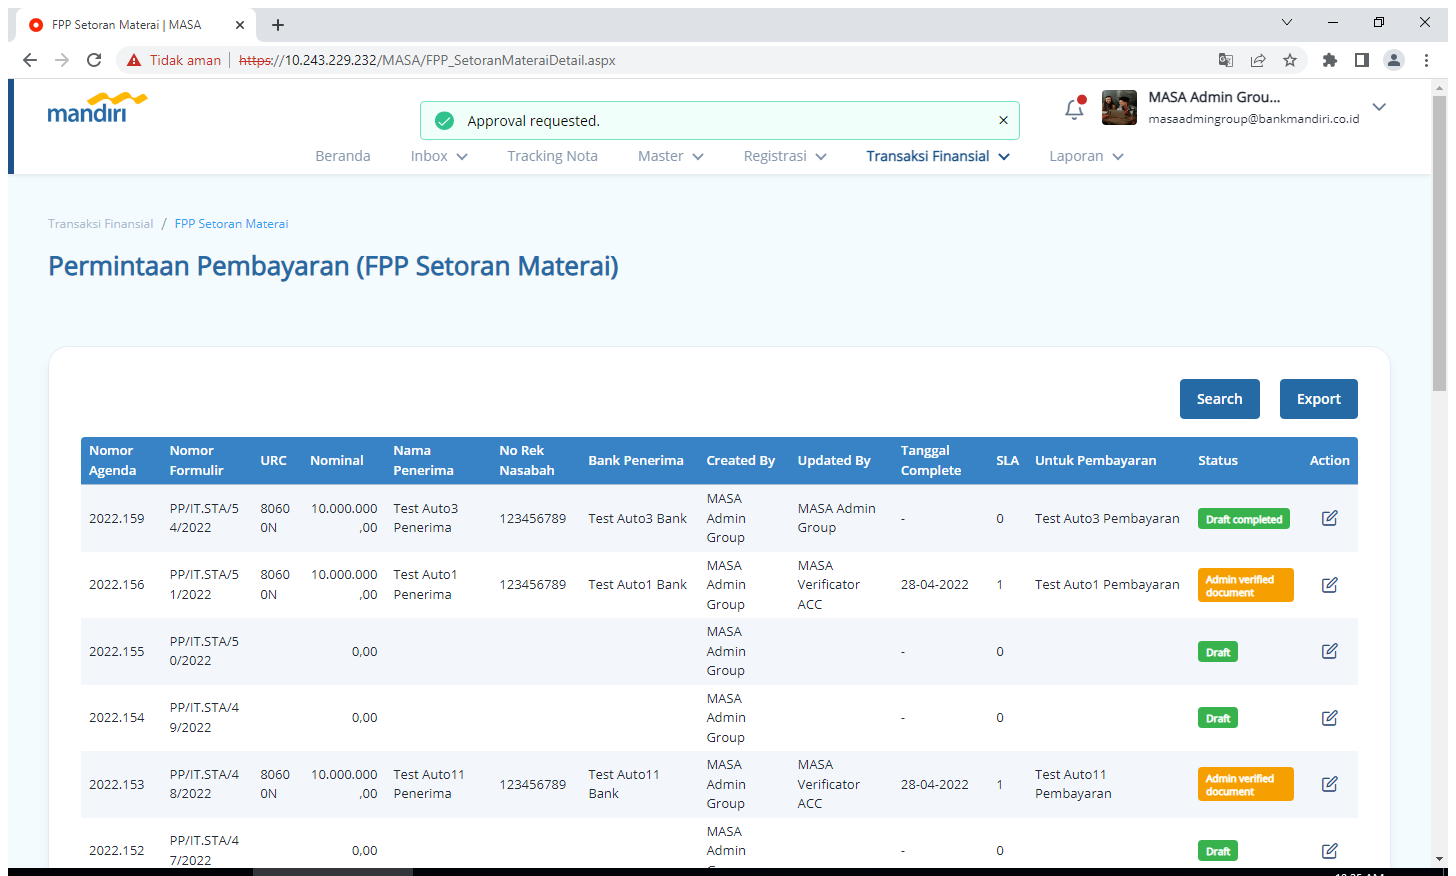 FPP Setoran Materai | MASA
Tidak aman
https://10.243.229.232/MASA/FPP_SetoranMateraiDetail.aspx
mandiri
Approval requested.
MASA Admin Grou...
masaadmingroup@bankmandiri.co.id
Beranda Inbox Tracking Nota Master Registrasi Transaksi Finansial Laporan
Transaksi Finansial / FPP Setoran Materai
Permintaan Pembayaran (FPP Setoran Materai)
Search Export
Nomor Agenda Nomor Formulir URC Nominal Nama Penerima No Rek Nasabah Bank Penerima Created By Updated By Tanggal Complete SLA Untuk Pembayaran Status Action
2022.159 PP/IT.STA/54/2022 80600N 10.000.000,00 Test Auto3 Penerima 123456789 Test Auto3 Bank MASA Admin Group MASA Admin Group - 0 Test Auto3 Pembayaran Draft completed
2022.156 PP/IT.STA/51/2022 80600N 10.000.000,00 Test Auto1 Penerima 123456789 Test Auto1 Bank MASA Admin Group MASA Verificator ACC 28-04-2022 1 Test Auto1 Pembayaran Admin verified document
2022.155 PP/IT.STA/50/2022 0,00 MASA Admin Group - 0 Draft
2022.154 PP/IT.STA/49/2022 0,00 MASA Admin Group - 0 Draft
2022.153 PP/IT.STA/48/2022 80600N 10.000.000,00 Test Auto11 Penerima 123456789 Test Auto11 Bank MASA Admin Group MASA Verificator ACC 28-04-2022 1 Test Auto11 Pembayaran Admin verified document
2022.152 PP/IT.STA/47/2022 0,00 MASA Admin - 0 Draft